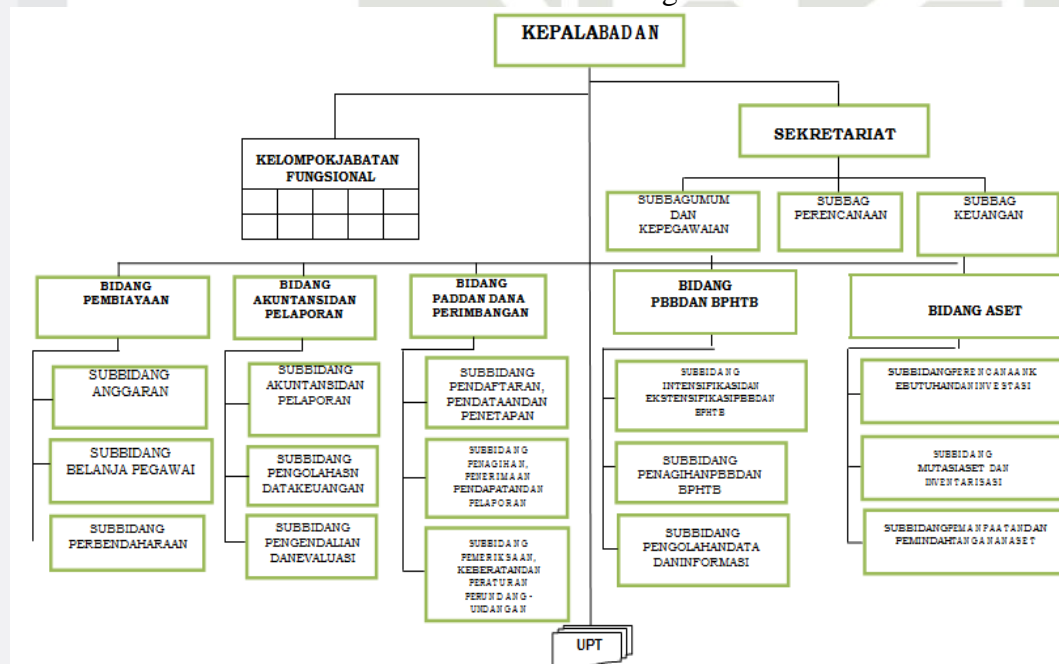 KEPALABADAN
SEKRETARIAT
KELOMPOKJABATAN
FUNGSIONAL
SUBBAGUMUM
DAN
KEPEGAWAIAN
SUBBAG
PERENCANAAN
SUBBAG
KEUANGAN
BIDANG
PEMBIAYAAN
BIDANG
AKUNTANSIDAN
PELAPORAN
BIDANG
PADDAN DANA
PERIMBANGAN
BIDANG
PBBDAN BPHTB
BIDANG ASET
SUBBIDANG
ANGGARAN
SUBBIDANG
BELANJA PEGAWAI
SUBBIDANG
PERBENDAHARAAN
SUBBIDANG
AKUNTANSIDAN
PELAPORAN
SUBBIDANG
PENGOLAHASN
DATAKEUANGAN
SUBBIDANG
PENGENDALIAN
DANEVALUASI
SUBBIDANG
PENDAFTARAN,
PENDATAANDAN
PENETAPAN
SUBBIDANG
PENAGIHAN,
PENERIMAAN
PENDAPATANDAN
PELAPORAN
SUBBIDANG
PEMERIKSAAN,
KEBERATANDAN
PERATURAN
PERUNDANG-
UNDANGAN
SUBBIDANG
INTENSIFIKASIDAN
EKSTENSIFIKASIPBBDAN
BPHTB
SUBBIDANG
PENAGIHANPBBDAN
BPHTB
SUBBIDANG
PENGOLAHANDATA
DANINFORMASI
SUBBIDANGPERENCANAANK
EBUTUHANDANINVESTASI
SUBBIDANG
MUTASIASET DAN
INVENTARISASI
SUBBIDANGPEMANFAATANDAN
PEMINDAHTANGANANASET
UPT